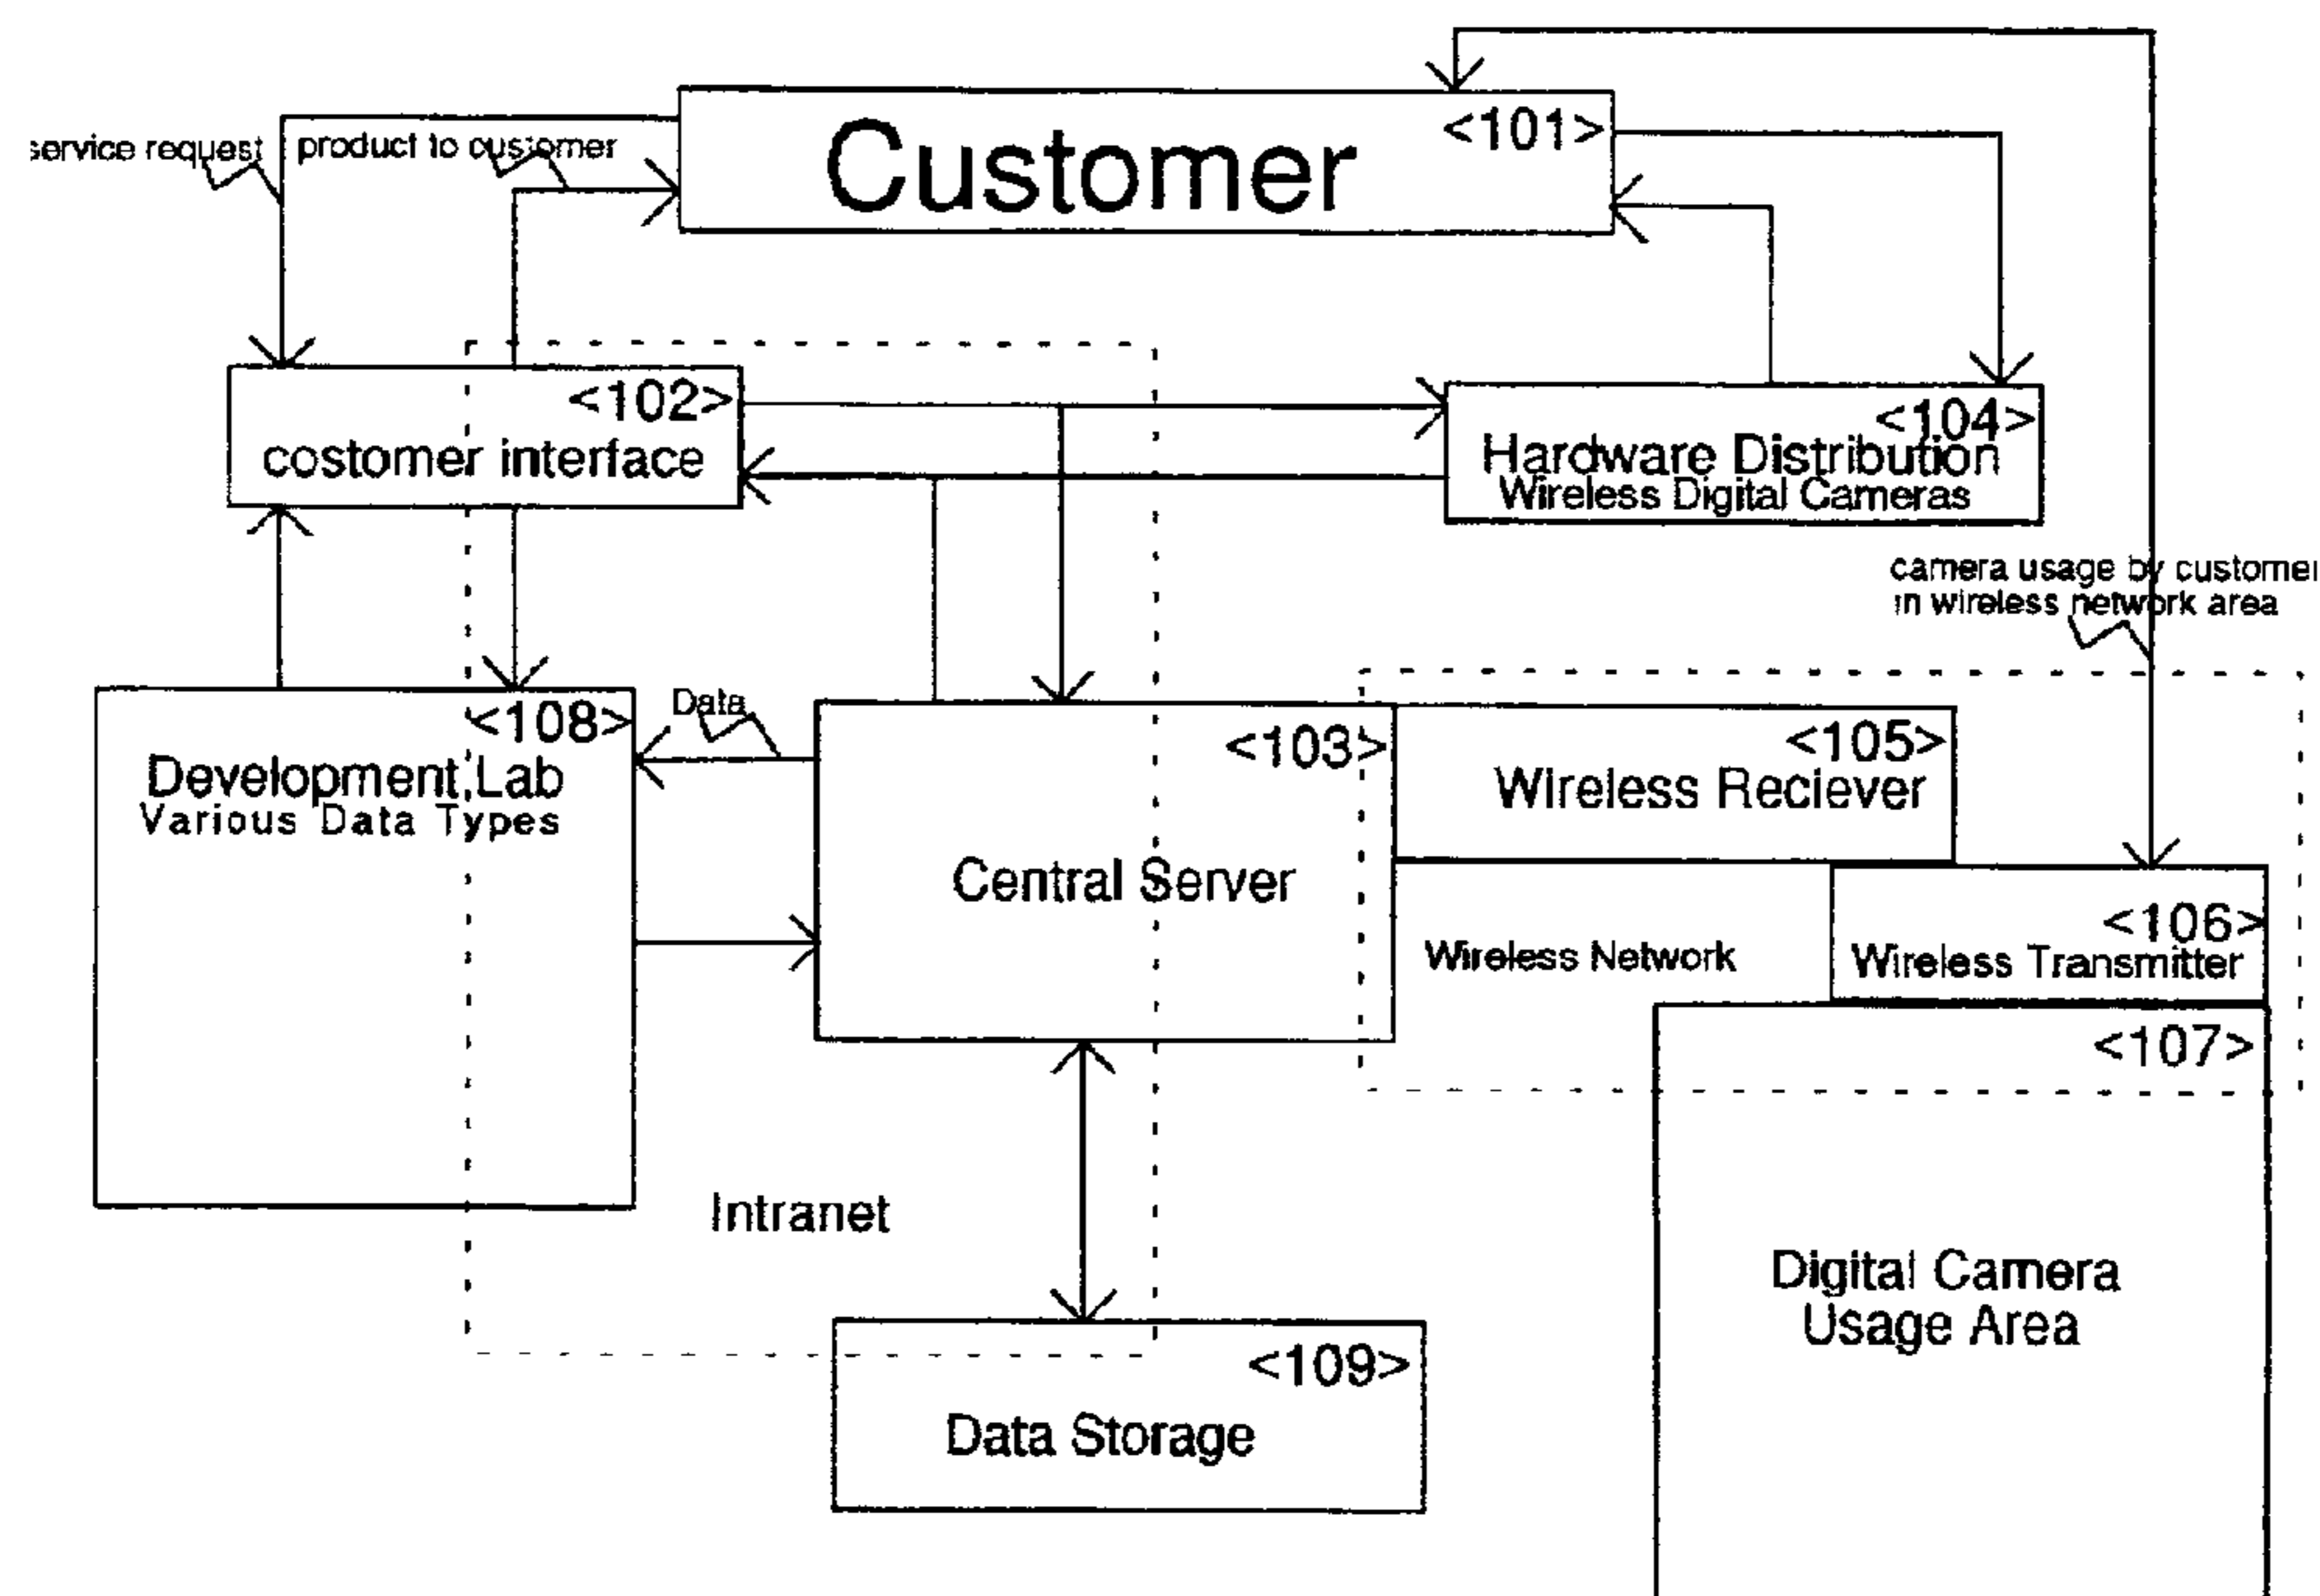 <101>
Customer
service request
product to customer
<102>
costomer interface
<104>
Hardware Distribution
Wireless Digital Cameras
camera usage by customer
in wireless network area
<108>
Development Lab
Various Data Types
Data
<103>
Central Server
<105>
Wireless Reciever
Wireless Network
<106>
Wireless Transmitter
<107>
Digital Camera
Usage Area
Intranet
<109>
Data Storage